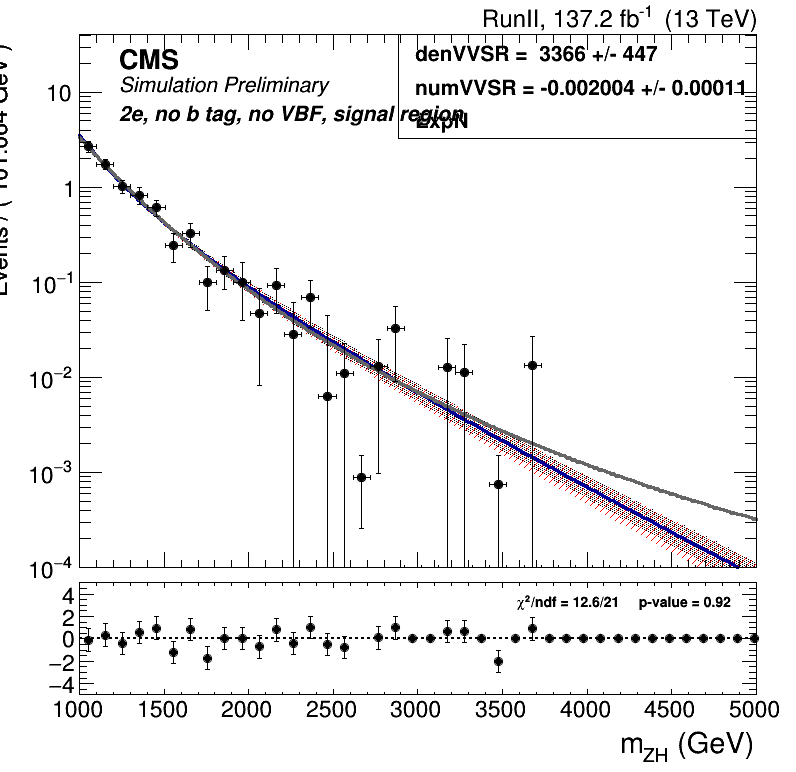 RunII, 137.2 fb⁻¹ (13 TeV)
CMS
Simulation Preliminary
2e, no b tag, no VBF, signal region
denVVSR = 3366 +/- 447
numVVSR = -0.002004 +/- 0.00011
ExpN
10
1
10⁻¹
10⁻²
10⁻³
10⁻⁴
χ²/ndf = 12.6/21 p-value = 0.92
4
2
0
−2
−4
1000 1500 2000 2500 3000 3500 4000 4500 5000
m_ZH (GeV)